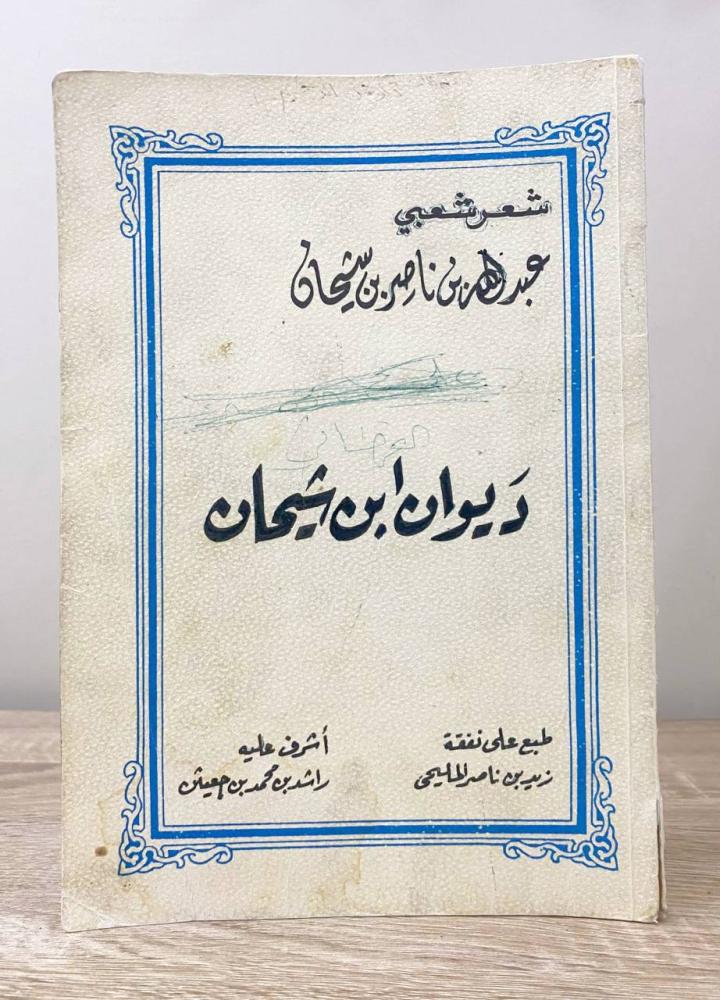 شعر شعبي
عبدالله بن ناصر بن شيحان
ديوان ابن شيحان
طبع على نفقة
زيد بن ناصر المليحي
أشرف عليه
راشد بن محمد بن جعيثن